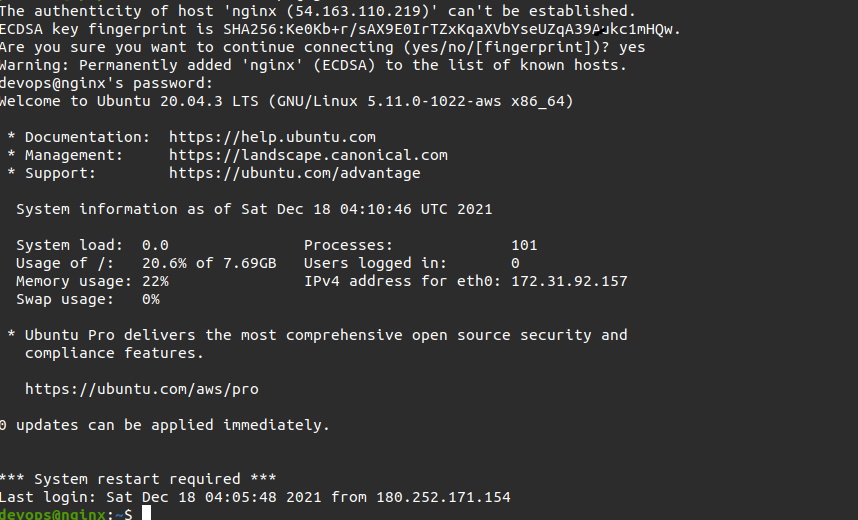 The authenticity of host 'nginx (54.163.110.219)' can't be established.
ECDSA key fingerprint is
Are you sure you want to continue connecting (yes/no/[fingerprint])? yes
Warning: Permanently added 'nginx' (ECDSA) to the list of known hosts.
devops@nginx's password:
Welcome to Ubuntu 20.04.3 LTS (GNU/Linux 5.11.0-1022-aws x86_64)
* Documentation: https://help.ubuntu.com
* Management: https://landscape.canonical.com
* Support: https://ubuntu.com/advantage
System information as of Sat Dec 18 04:10:46 UTC 2021
System load: 0.0 Processes: 101
Usage of /: 20.6% of 7.69GB Users logged in: 0
Memory usage: 22% IPv4 address for eth0: 172.31.92.157
Swap usage: 0%
* Ubuntu Pro delivers the most comprehensive open source security and
compliance features.
https://ubuntu.com/aws/pro
0 updates can be applied immediately.
*** System restart required ***
Last login: Sat Dec 18 04:05:48 2021 from 180.252.171.154
devops@nginx:~$